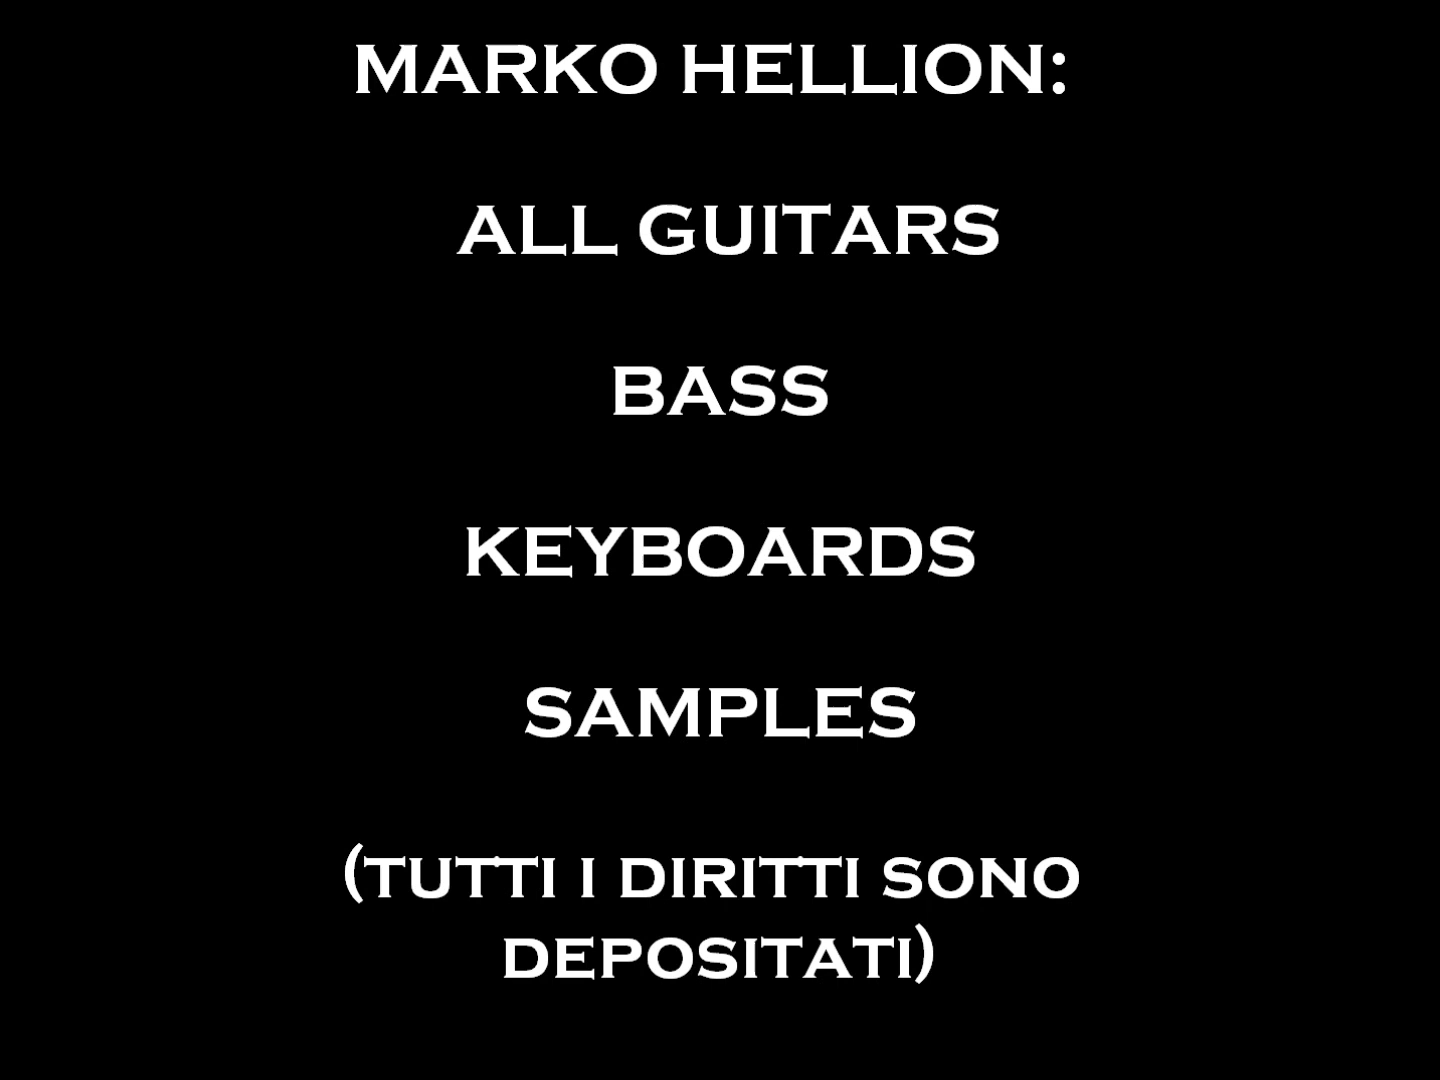 MARKO HELLION:
ALL GUITARS
BASS
KEYBOARDS
SAMPLES
(TUTTI I DIRITTI SONO
DEPOSITATI)